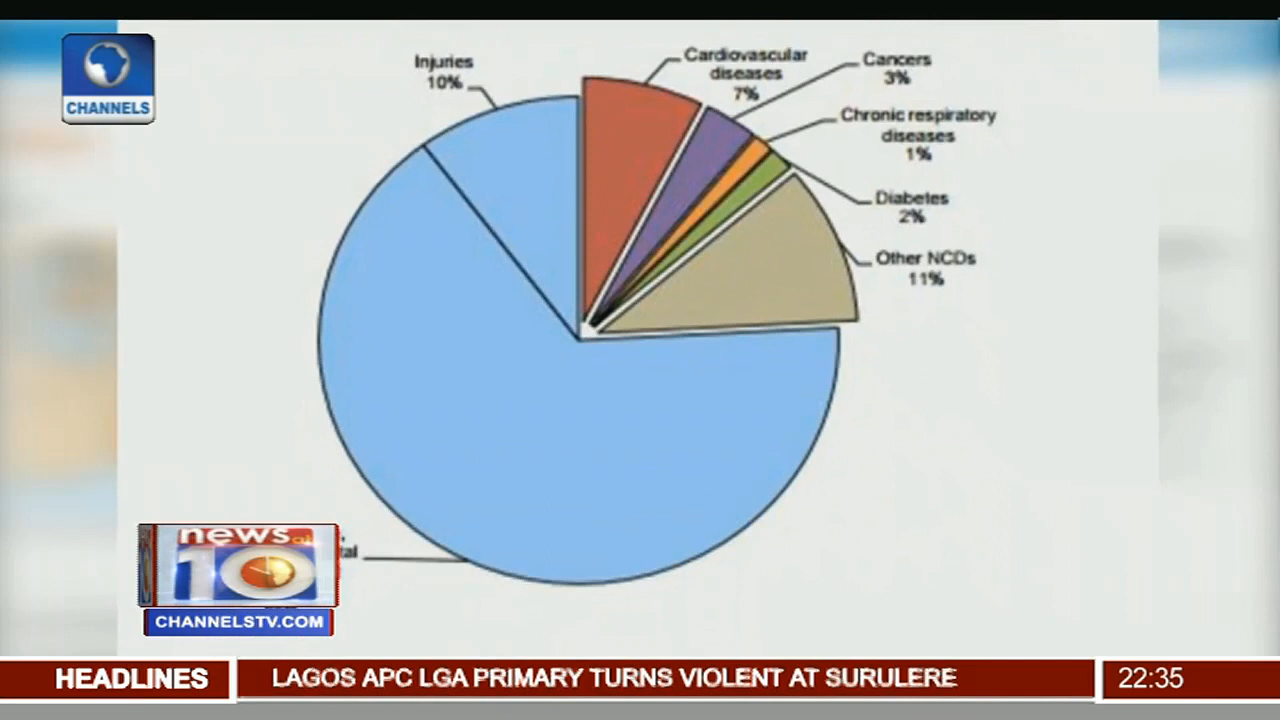 CHANNELS
Injuries
10%
Cardiovascular
diseases
7%
Cancers
3%
Chronic respiratory
diseases
1%
Diabetes
2%
Other NCDs
11%
news at
10
CHANNELSTV.COM
HEADLINES
LAGOS APC LGA PRIMARY TURNS VIOLENT AT SURULERE
22:35